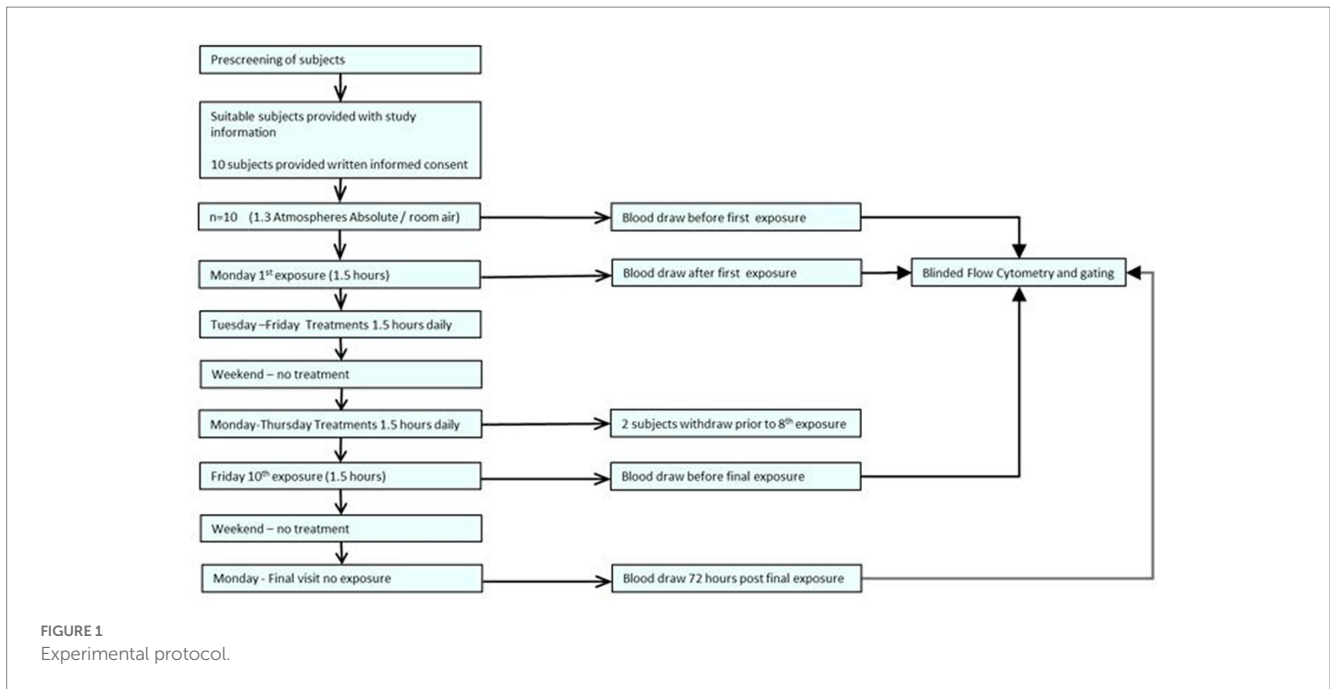 Prescreening of subjects
Suitable subjects provided with study
information
10 subjects provided written informed consent
n=10 (1.3 Atmospheres Absolute / room air)
Blood draw before first exposure
Monday 1st exposure (1.5 hours)
Blood draw after first exposure
Blinded Flow Cytometry and gating
Tuesday –Friday Treatments 1.5 hours daily
Weekend – no treatment
Monday-Thursday Treatments 1.5 hours daily
2 subjects withdraw prior to 8th exposure
Friday 10th exposure (1.5 hours)
Blood draw before final exposure
Weekend – no treatment
Monday - Final visit no exposure
Blood draw 72 hours post final exposure
FIGURE 1
Experimental protocol.